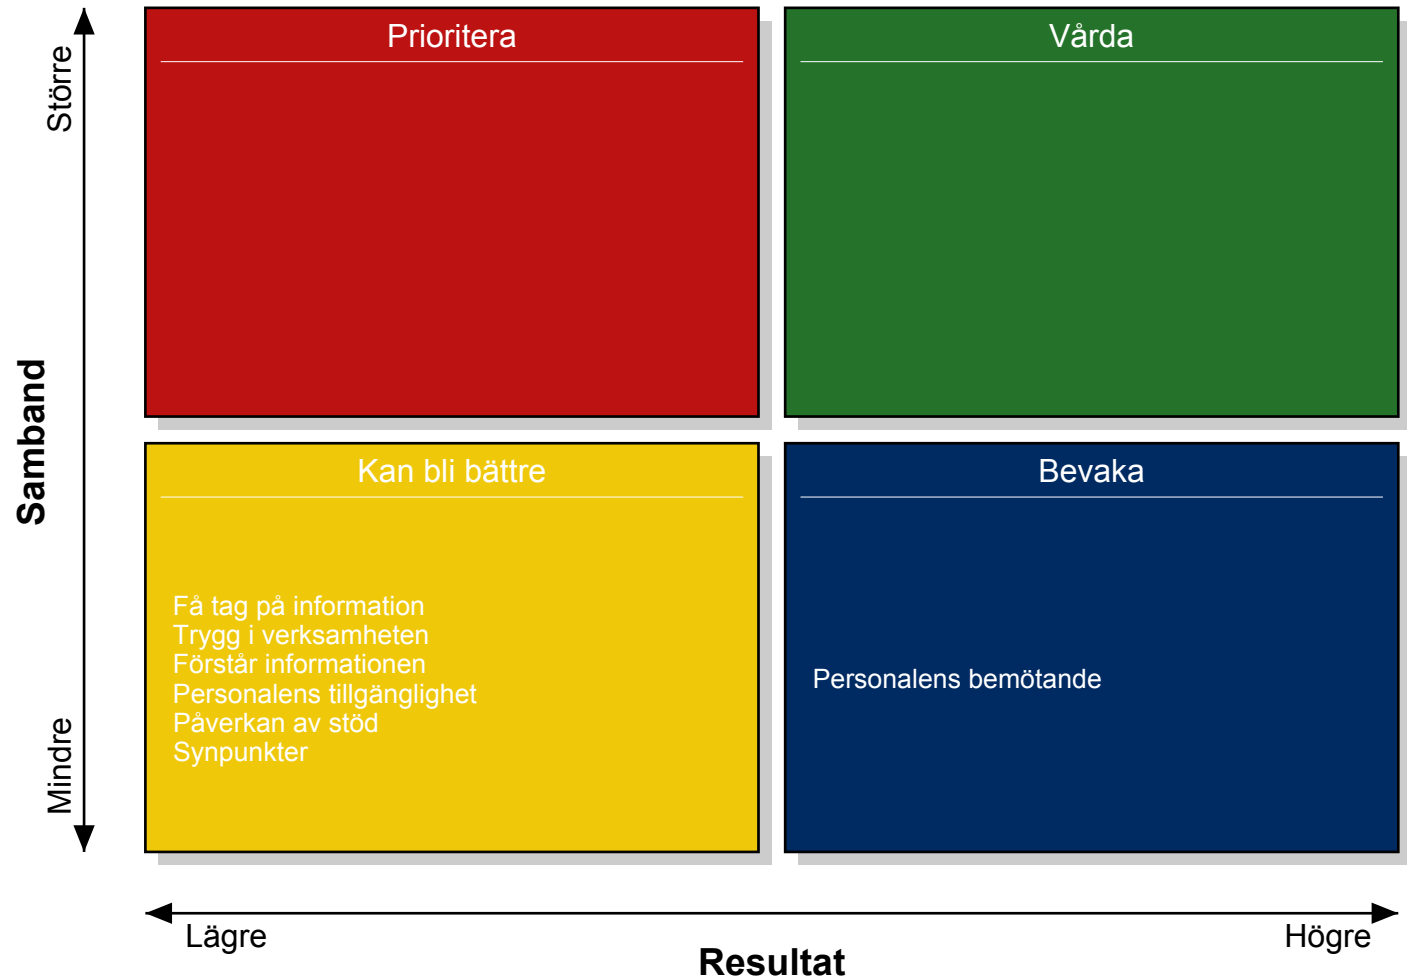 Större
Samband
Mindre
Prioritera
Vårda
Kan bli bättre
Få tag på information
Trygg i verksamheten
Förstår informationen
Personalens tillgänglighet
Påverkan av stöd
Synpunkter
Bevaka
Personalens bemötande
Lägre
Högre
Resultat